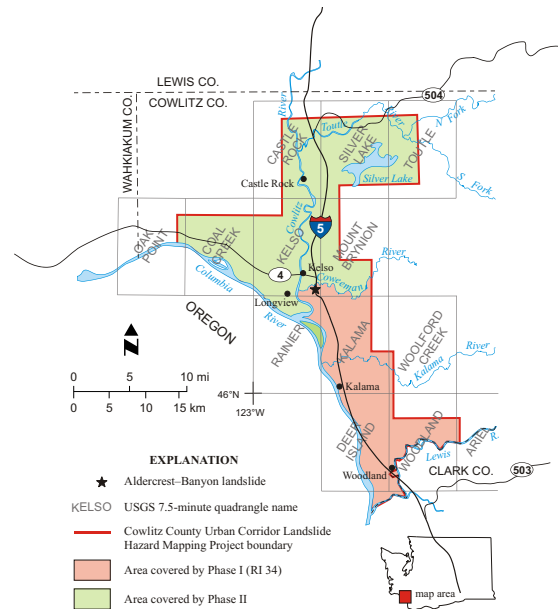 LEWIS CO.
COWLITZ CO.
WAHKIAKUN CO.
504
River
Toutle
River
N Fork
S Fork
CASTLE ROCK
SILVER LAKE
TOUTLE
Silver Lake
Castle Rock
Cowlitz
5
OAK POINT
COAL CREEK
KELSO
MOUNT BRYNION
Columbia
River
4
Kelso
Coweeman
River
Longview
OREGON
RAINIER
KALAMA
WOOLFORD CREEK
Kalama
River
N
0 5 10 mi
0 5 10 15 km
46°N
123°W
Kalama
DEER ISLAND
WOODLAND
ARIEL
Lewis
R.
Woodland
CLARK CO.
503
EXPLANATION
Aldercrest–Banyon landslide
KELSO USGS 7.5-minute quadrangle name
Cowlitz County Urban Corridor Landslide
Hazard Mapping Project boundary
Area covered by Phase I (RI 34)
Area covered by Phase II
map area